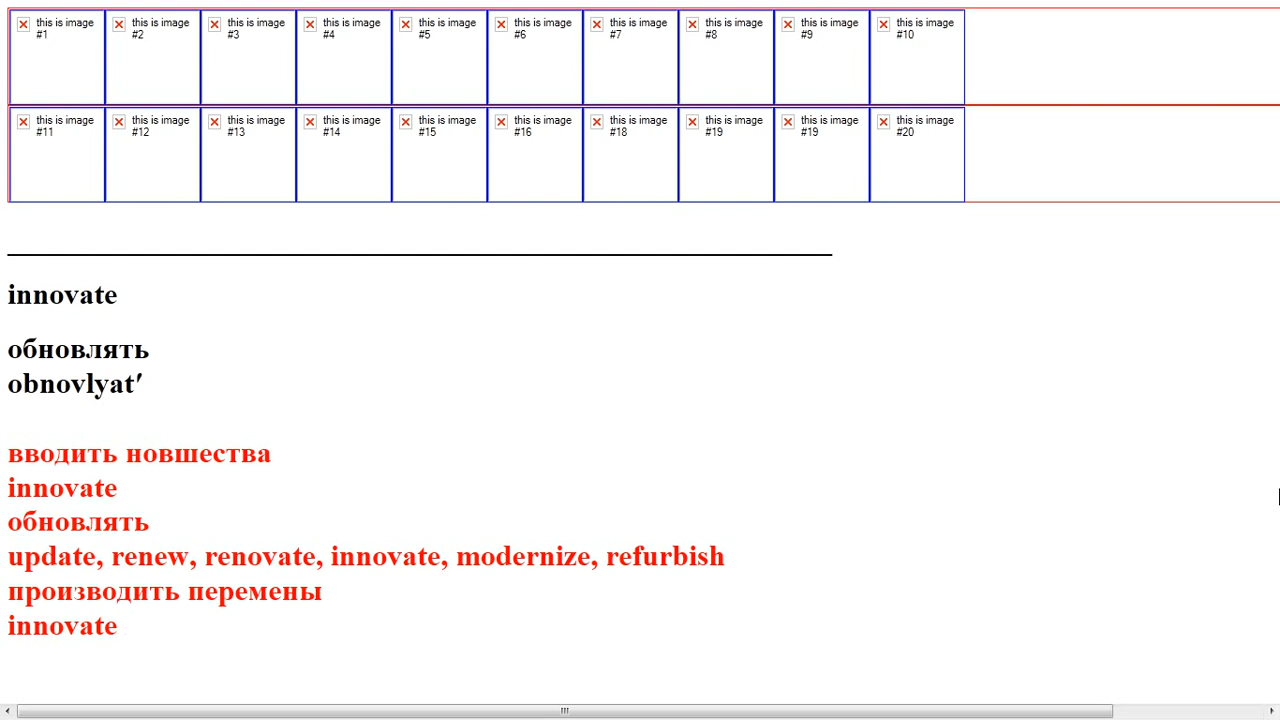 this is image #1 this is image #2 this is image #3 this is image #4 this is image #5 this is image #6 this is image #7 this is image #8 this is image #9 this is image #10
this is image #11 this is image #12 this is image #13 this is image #14 this is image #15 this is image #16 this is image #18 this is image #19 this is image #19 this is image #20
innovate
обновлять
obnovlyatʹ
вводить новшества
innovate
обновлять
update, renew, renovate, innovate, modernize, refurbish
производить перемены
innovate